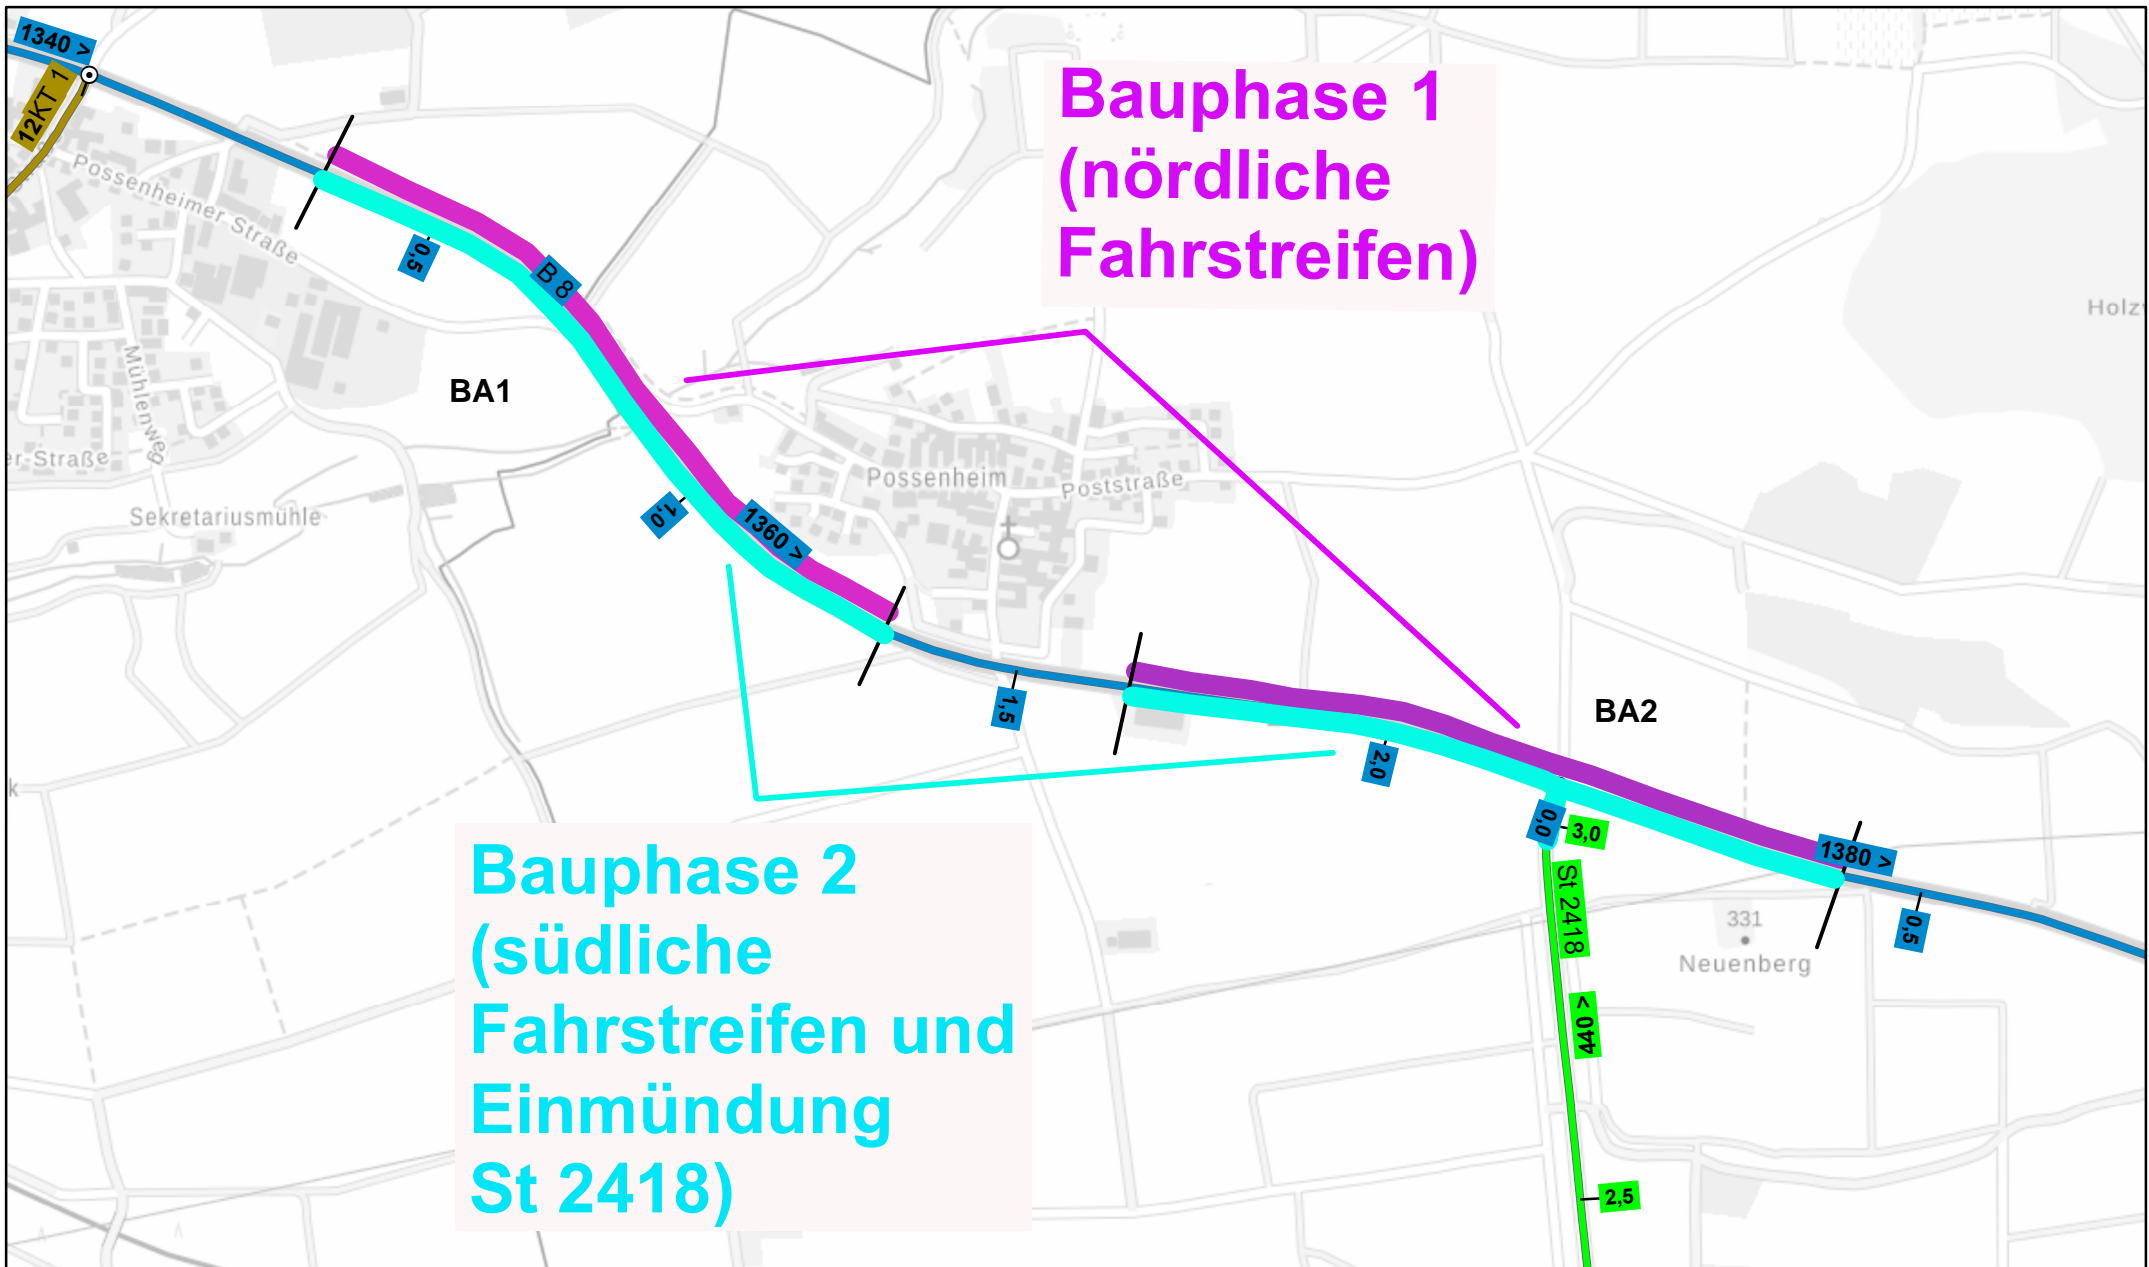 1340 >
12KT 1
Possenheimer Straße
0,5
B 8
Bauphase 1
(nördliche
Fahrstreifen)
Mühlenweg
BA1
er-Straße
Sekretariusmühle
1,0
1360 >
Possenheim
Poststraße
1,5
BA2
2,0
0,0
3,0
1380 >
0,5
St 2418
331
Neuenberg
440 >
2,5
Bauphase 2
(südliche
Fahrstreifen und
Einmündung
St 2418)